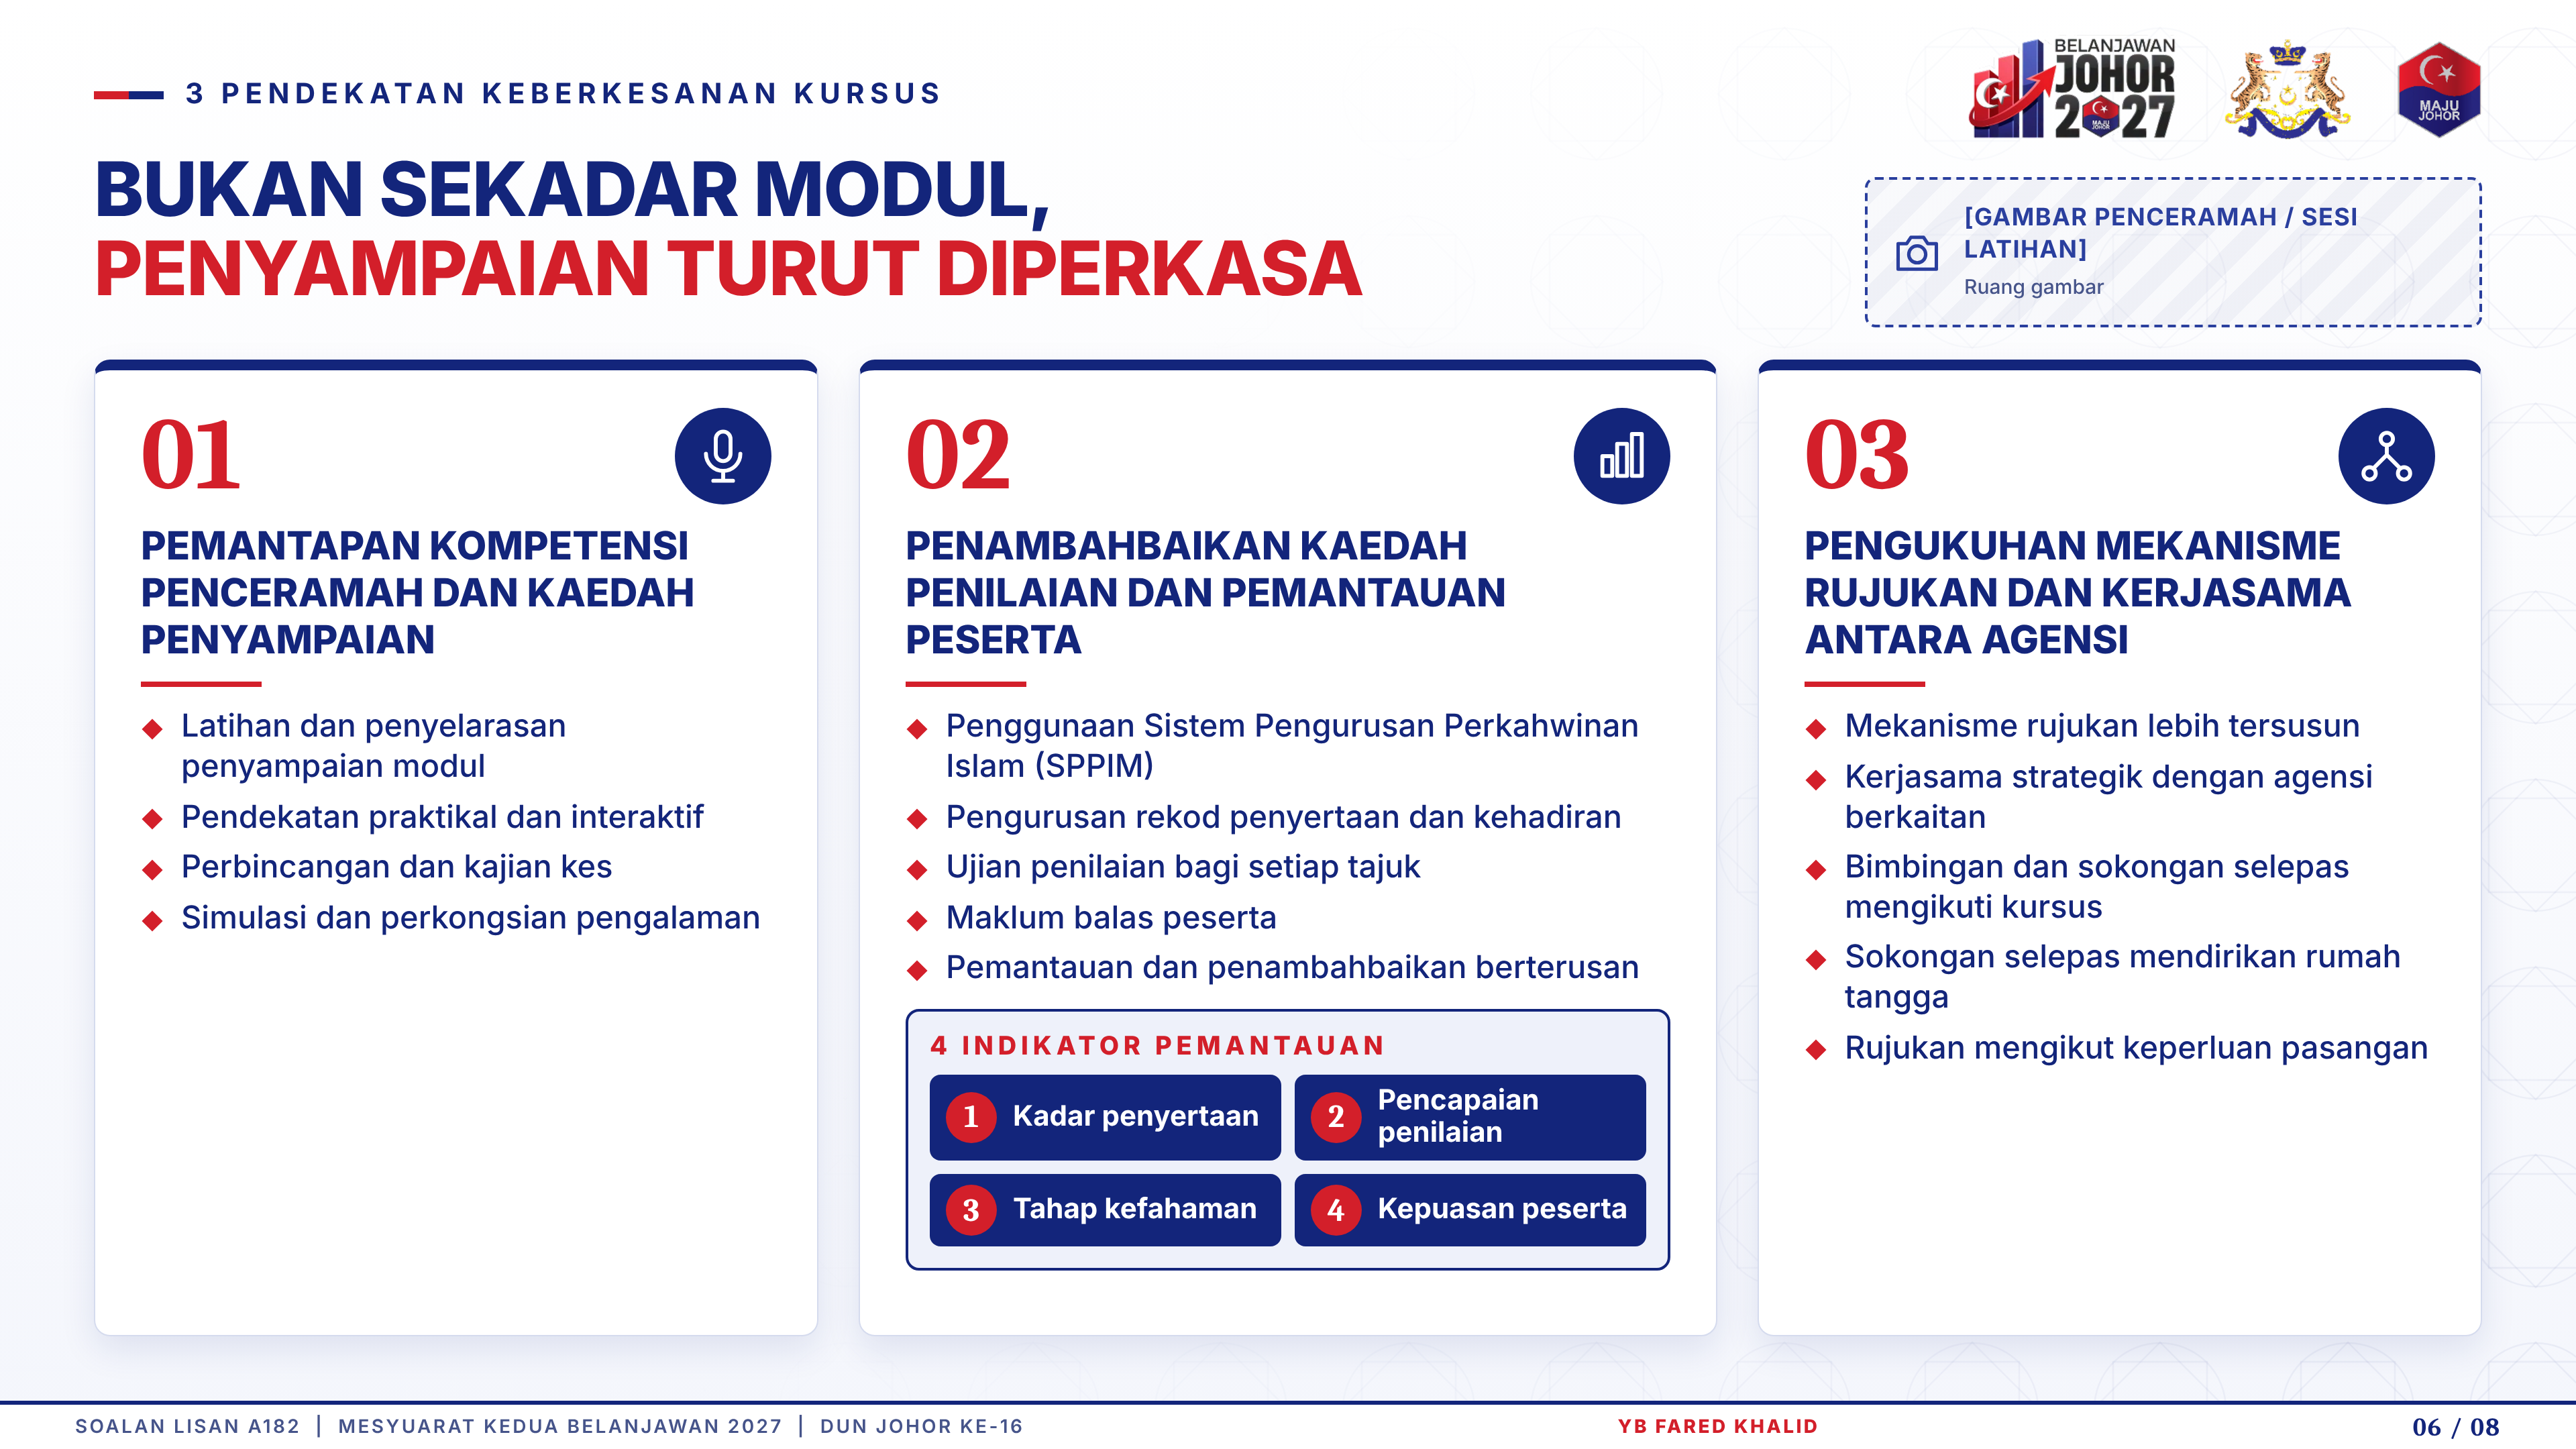 3 PENDEKATAN KEBERKESANAN KURSUS
BELANJAWAN
JOHOR
2027
MAJU
JOHOR
MAJU
JOHOR
BUKAN SEKADAR MODUL,
PENYAMPAIAN TURUT DIPERKASA
[GAMBAR PENCERAMAH / SESI
LATIHAN]
Ruang gambar
01
PEMANTAPAN KOMPETENSI
PENCERAMAH DAN KAEDAH
PENYAMPAIAN
Latihan dan penyelarasan
penyampaian modul
Pendekatan praktikal dan interaktif
Perbincangan dan kajian kes
Simulasi dan perkongsian pengalaman
02
PENAMBAHBAIKAN KAEDAH
PENILAIAN DAN PEMANTAUAN
PESERTA
Penggunaan Sistem Pengurusan Perkahwinan
Islam (SPPIM)
Pengurusan rekod penyertaan dan kehadiran
Ujian penilaian bagi setiap tajuk
Maklum balas peserta
Pemantauan dan penambahbaikan berterusan
4 INDIKATOR PEMANTAUAN
1 Kadar penyertaan
2 Pencapaian
penilaian
3 Tahap kefahaman
4 Kepuasan peserta
03
PENGUKUHAN MEKANISME
RUJUKAN DAN KERJASAMA
ANTARA AGENSI
Mekanisme rujukan lebih tersusun
Kerjasama strategik dengan agensi
berkaitan
Bimbingan dan sokongan selepas
mengikuti kursus
Sokongan selepas mendirikan rumah
tangga
Rujukan mengikut keperluan pasangan
SOALAN LISAN A182 | MESYUARAT KEDUA BELANJAWAN 2027 | DUN JOHOR KE-16
YB FARED KHALID
06 / 08